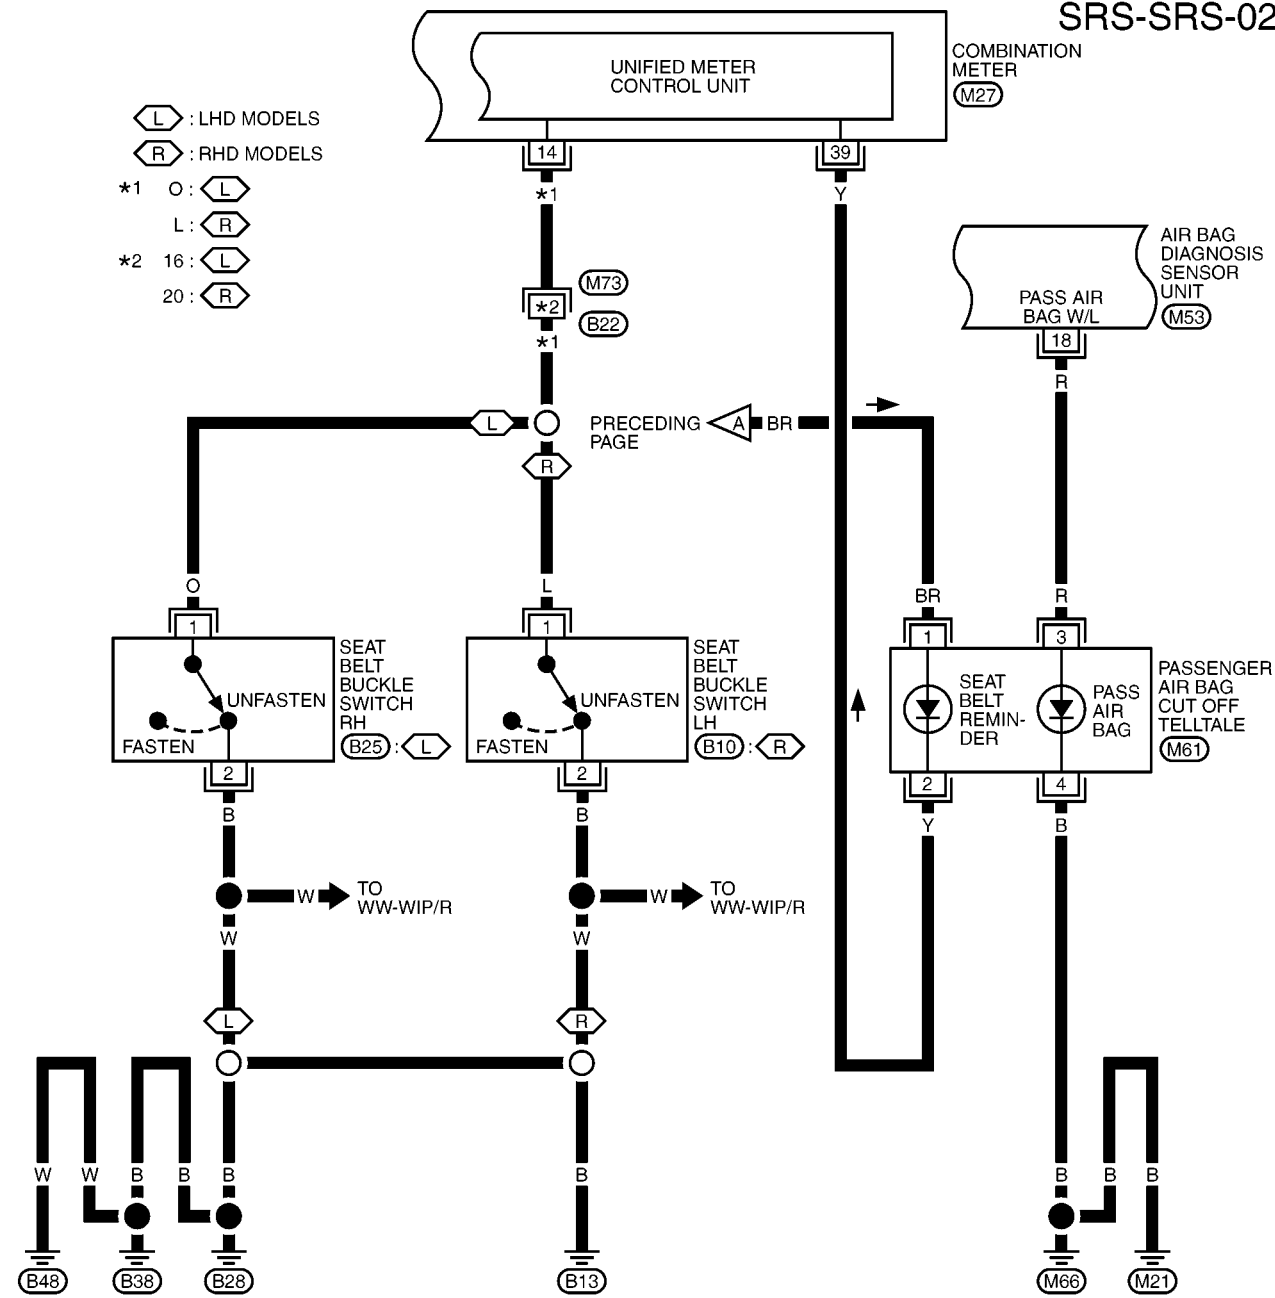 SRS-SRS-02
UNIFIED METER
CONTROL UNIT
COMBINATION
METER
M27
L : LHD MODELS
R : RHD MODELS
*1 O : L
L : R
*2 16 : L
20 : R
14
39
*1
Y
M73
*2
B22
*1
AIR BAG
DIAGNOSIS
SENSOR
UNIT
M53
PASS AIR
BAG W/L
18
R
L
R
PRECEDING
PAGE
A
BR
O
L
BR
R
1
1
1
3
SEAT
BELT
BUCKLE
SWITCH
RH
B25 : L
UNFASTEN
FASTEN
SEAT
BELT
BUCKLE
SWITCH
LH
B10 : R
UNFASTEN
FASTEN
SEAT
BELT
REMIN-
DER
PASS
AIR
BAG
PASSENGER
AIR BAG
CUT OFF
TELLTALE
M61
2
2
2
4
B
B
Y
B
W
TO
WW-WIP/R
W
TO
WW-WIP/R
W
W
L
R
W
W
B
B
B
B
B
B
B
B48
B38
B28
B13
M66
M21